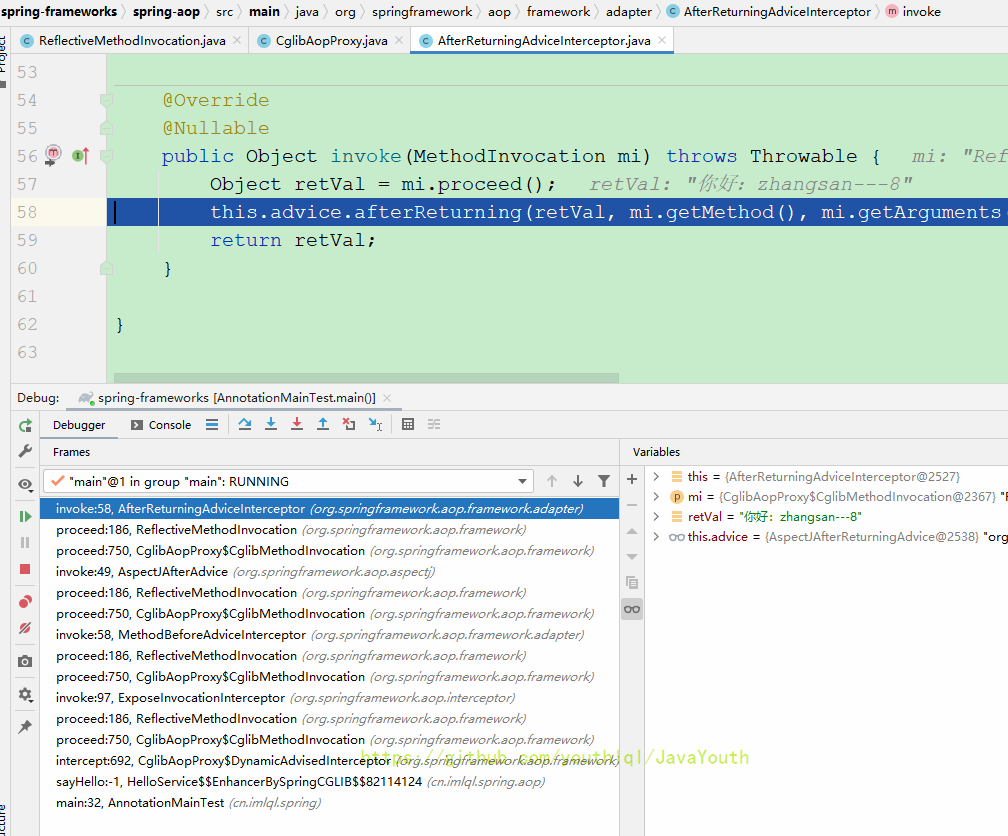 spring-frameworks spring-aop src main java org springframework aop framework adapter AfterReturningAdviceInterceptor invoke
ReflectiveMethodInvocation.java CglibAopProxy.java AfterReturningAdviceInterceptor.java
Project
53
54 @Override
55 @Nullable
56 public Object invoke(MethodInvocation mi) throws Throwable { mi: "Ref
57 Object retVal = mi.proceed(); retVal: "你好：zhangsan---8"
58 this.advice.afterReturning(retVal, mi.getMethod(), mi.getArguments(
59 return retVal;
60 }
61
62 }
63
Debug: spring-frameworks [AnnotationMainTest.main()]
Debugger Console
Frames
"main"@1 in group "main": RUNNING
invoke:58, AfterReturningAdviceInterceptor (org.springframework.aop.framework.adapter)
proceed:186, ReflectiveMethodInvocation (org.springframework.aop.framework)
proceed:750, CglibAopProxy$CglibMethodInvocation (org.springframework.aop.framework)
invoke:49, AspectJAfterAdvice (org.springframework.aop.aspectj)
proceed:186, ReflectiveMethodInvocation (org.springframework.aop.framework)
proceed:750, CglibAopProxy$CglibMethodInvocation (org.springframework.aop.framework)
invoke:58, MethodBeforeAdviceInterceptor (org.springframework.aop.framework.adapter)
proceed:186, ReflectiveMethodInvocation (org.springframework.aop.framework)
proceed:750, CglibAopProxy$CglibMethodInvocation (org.springframework.aop.framework)
invoke:97, ExposeInvocationInterceptor (org.springframework.aop.interceptor)
proceed:186, ReflectiveMethodInvocation (org.springframework.aop.framework)
proceed:750, CglibAopProxy$CglibMethodInvocation (org.springframework.aop.framework)
intercept:692, CglibAopProxy$DynamicAdvisedInterceptor (org.springframework.aop.framework)
sayHello:-1, HelloService$$EnhancerBySpringCGLIB$$82114124 (cn.imlql.spring.aop)
main:32, AnnotationMainTest (cn.imlql.spring)
Variables
this = {AfterReturningAdviceInterceptor@2527}
mi = {CglibAopProxy$CglibMethodInvocation@2367} "F
retVal = "你好：zhangsan---8"
this.advice = {AspectJAfterReturningAdvice@2538} "org
https://github.com/youthlql/JavaYouth